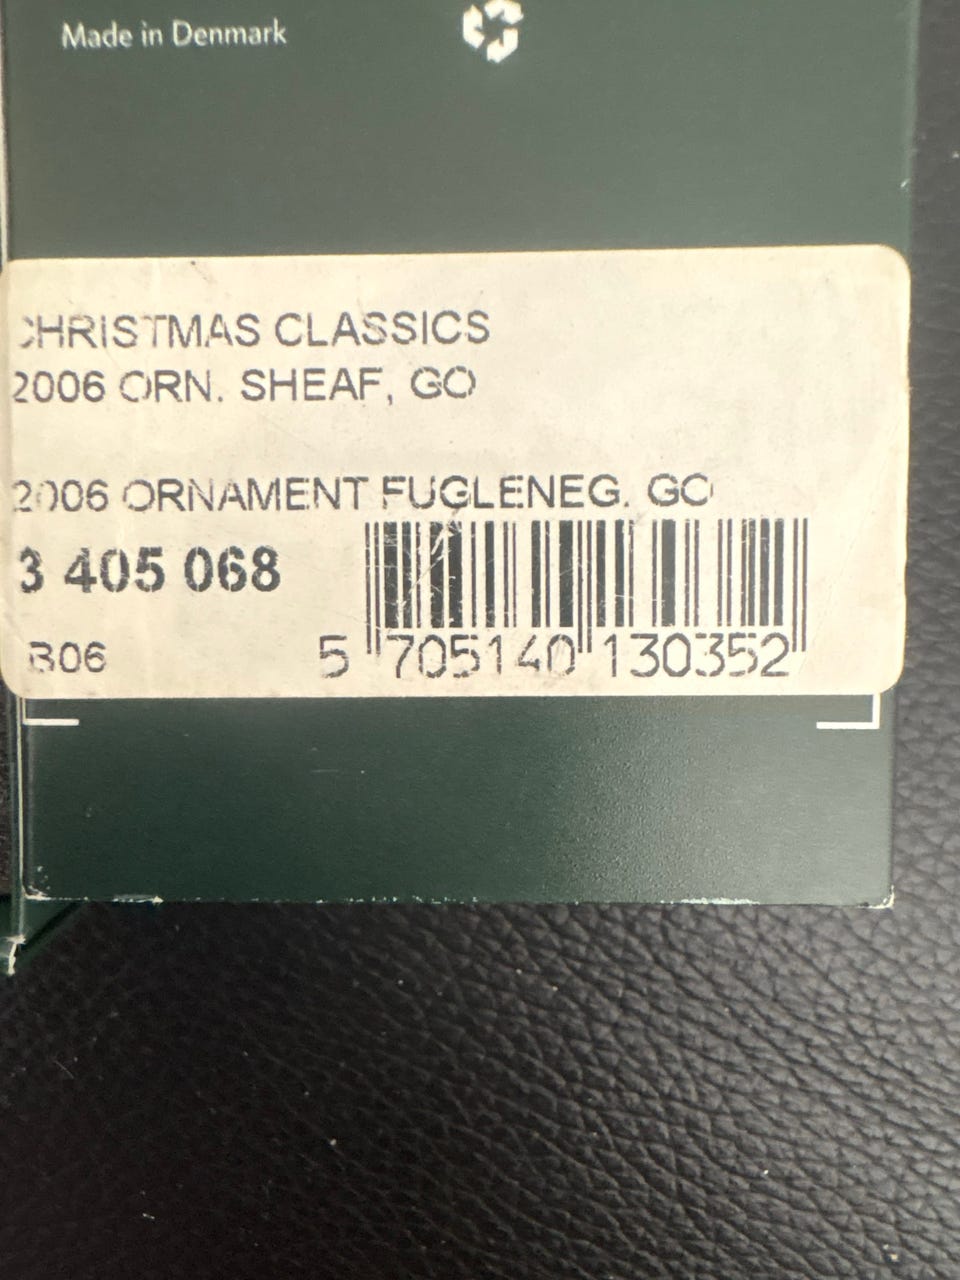 Made in Denmark
CHRISTMAS CLASSICS
2006 ORN. SHEAF, GO
2006 ORNAMENT FUGLENEG. GO
3 405 068
B06
5 705140 130352